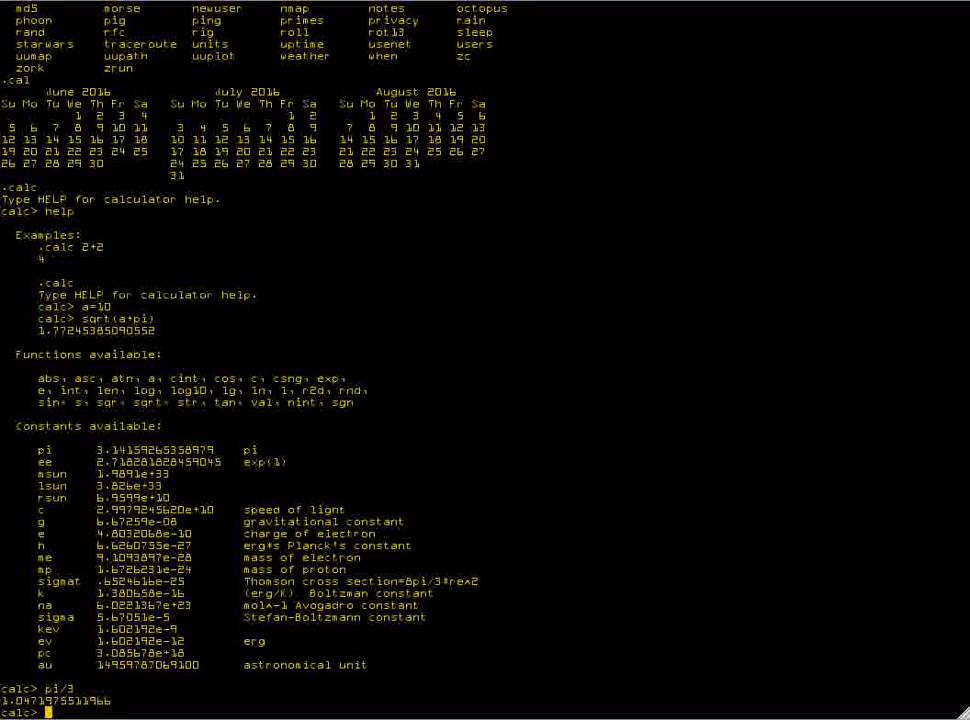 md5 morse newuser nmap notes octopus
phoon pig ping primes privacy rain
rand rfc rig roll rot13 sleep
starwars traceroute units uptime usenet users
uumap uupath uuplot weather when zc
zork zrun
.cal
June 2016 July 2016 August 2016
Su Mo Tu We Th Fr Sa Su Mo Tu We Th Fr Sa Su Mo Tu We Th Fr Sa
1 2 3 4 1 2 1 2 3 4 5 6
5 6 7 8 9 10 11 3 4 5 6 7 8 9 7 8 9 10 11 12 13
12 13 14 15 16 17 18 10 11 12 13 14 15 16 14 15 16 17 18 19 20
19 20 21 22 23 24 25 17 18 19 20 21 22 23 21 22 23 24 25 26 27
26 27 28 29 30 24 25 26 27 28 29 30 28 29 30 31
31
.calc
Type HELP for calculator help.
calc> help
Examples:
.calc 2+2
4
.calc
Type HELP for calculator help.
calc> a=10
calc> sqrt(a+pi)
1.77245385090552
Functions available:
abs, asc, atn, a, cint, cos, c, csng, exp,
e, int, len, log, log10, lg, ln, l, r2d, rnd,
sin, s, sqr, sqrt, str, tan, val, nint, sgn
Constants available:
pi 3.14159265358979 pi
ee 2.718281828459045 exp(1)
msun 1.9891e+33
lsun 3.826e+33
rsun 6.9599e+10
c 2.9979245620e+10 speed of light
g 6.67259e-08 gravitational constant
e 4.8032068e-10 charge of electron
h 6.6260755e-27 erg*s Planck's constant
me 9.1093897e-28 mass of electron
mp 1.6726231e-24 mass of proton
sigmat .6524616e-25 Thomson cross section=8pi/3*re^2
k 1.380658e-16 (erg/K) Boltzman constant
na 6.0221367e+23 mol^-1 Avogadro constant
sigma 5.67051e-5 Stefan-Boltzmann constant
kev 1.602192e-9
ev 1.602192e-12 erg
pc 3.085678e+18
au 14959787069100 astronomical unit
calc> pi/3
1.0471975511966
calc>